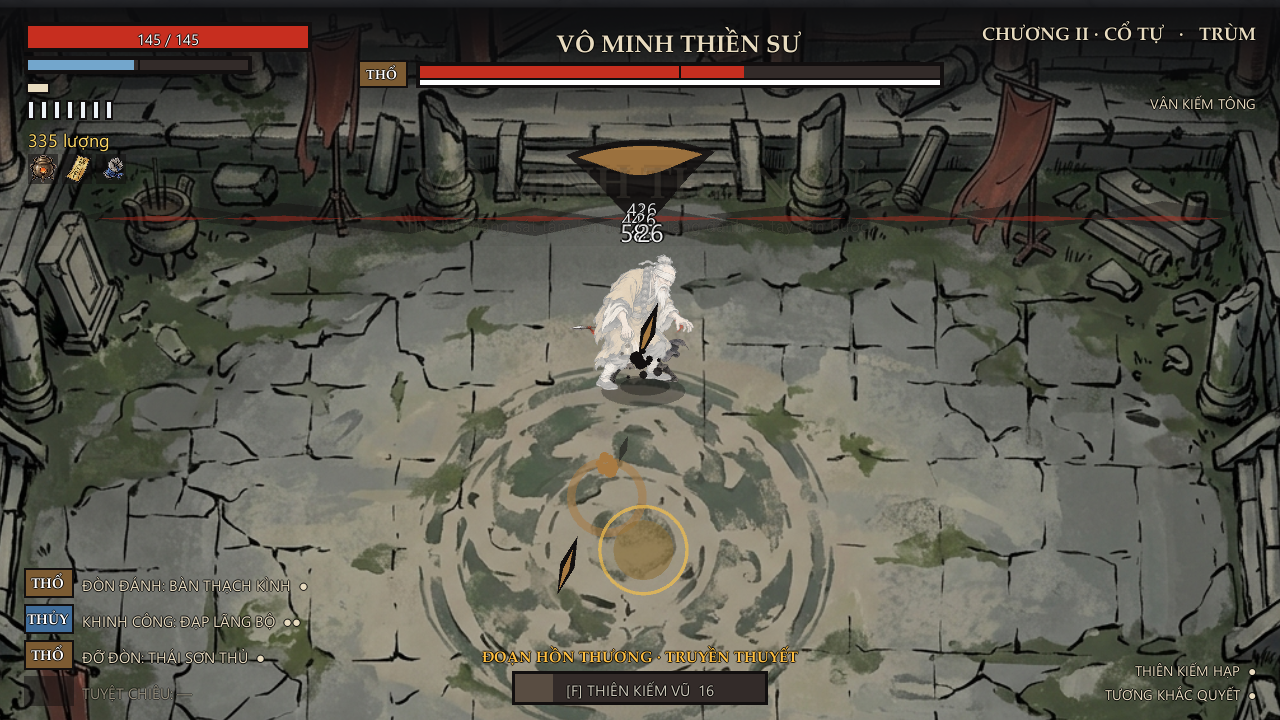 145 / 145
VÔ MINH THIỀN SƯ
CHƯƠNG II · CỔ TỰ · TRÙM
THỔ
VÂN KIẾM TÔNG
335 lượng
426
THỔ ĐÒN ĐÁNH: BÀN THẠCH KÌNH
THỦY KHINH CÔNG: ĐẠP LÃNG BỘ
THỔ ĐỠ ĐÒN: THÁI SƠN THỦ
TUYỆT CHIÊU: —
ĐOẠN HỒN THƯƠNG · TRUYỀN THUYẾT
[F] THIÊN KIẾM VŨ 16
THIÊN KIẾM HẠP
TƯƠNG KHẮC QUYẾT